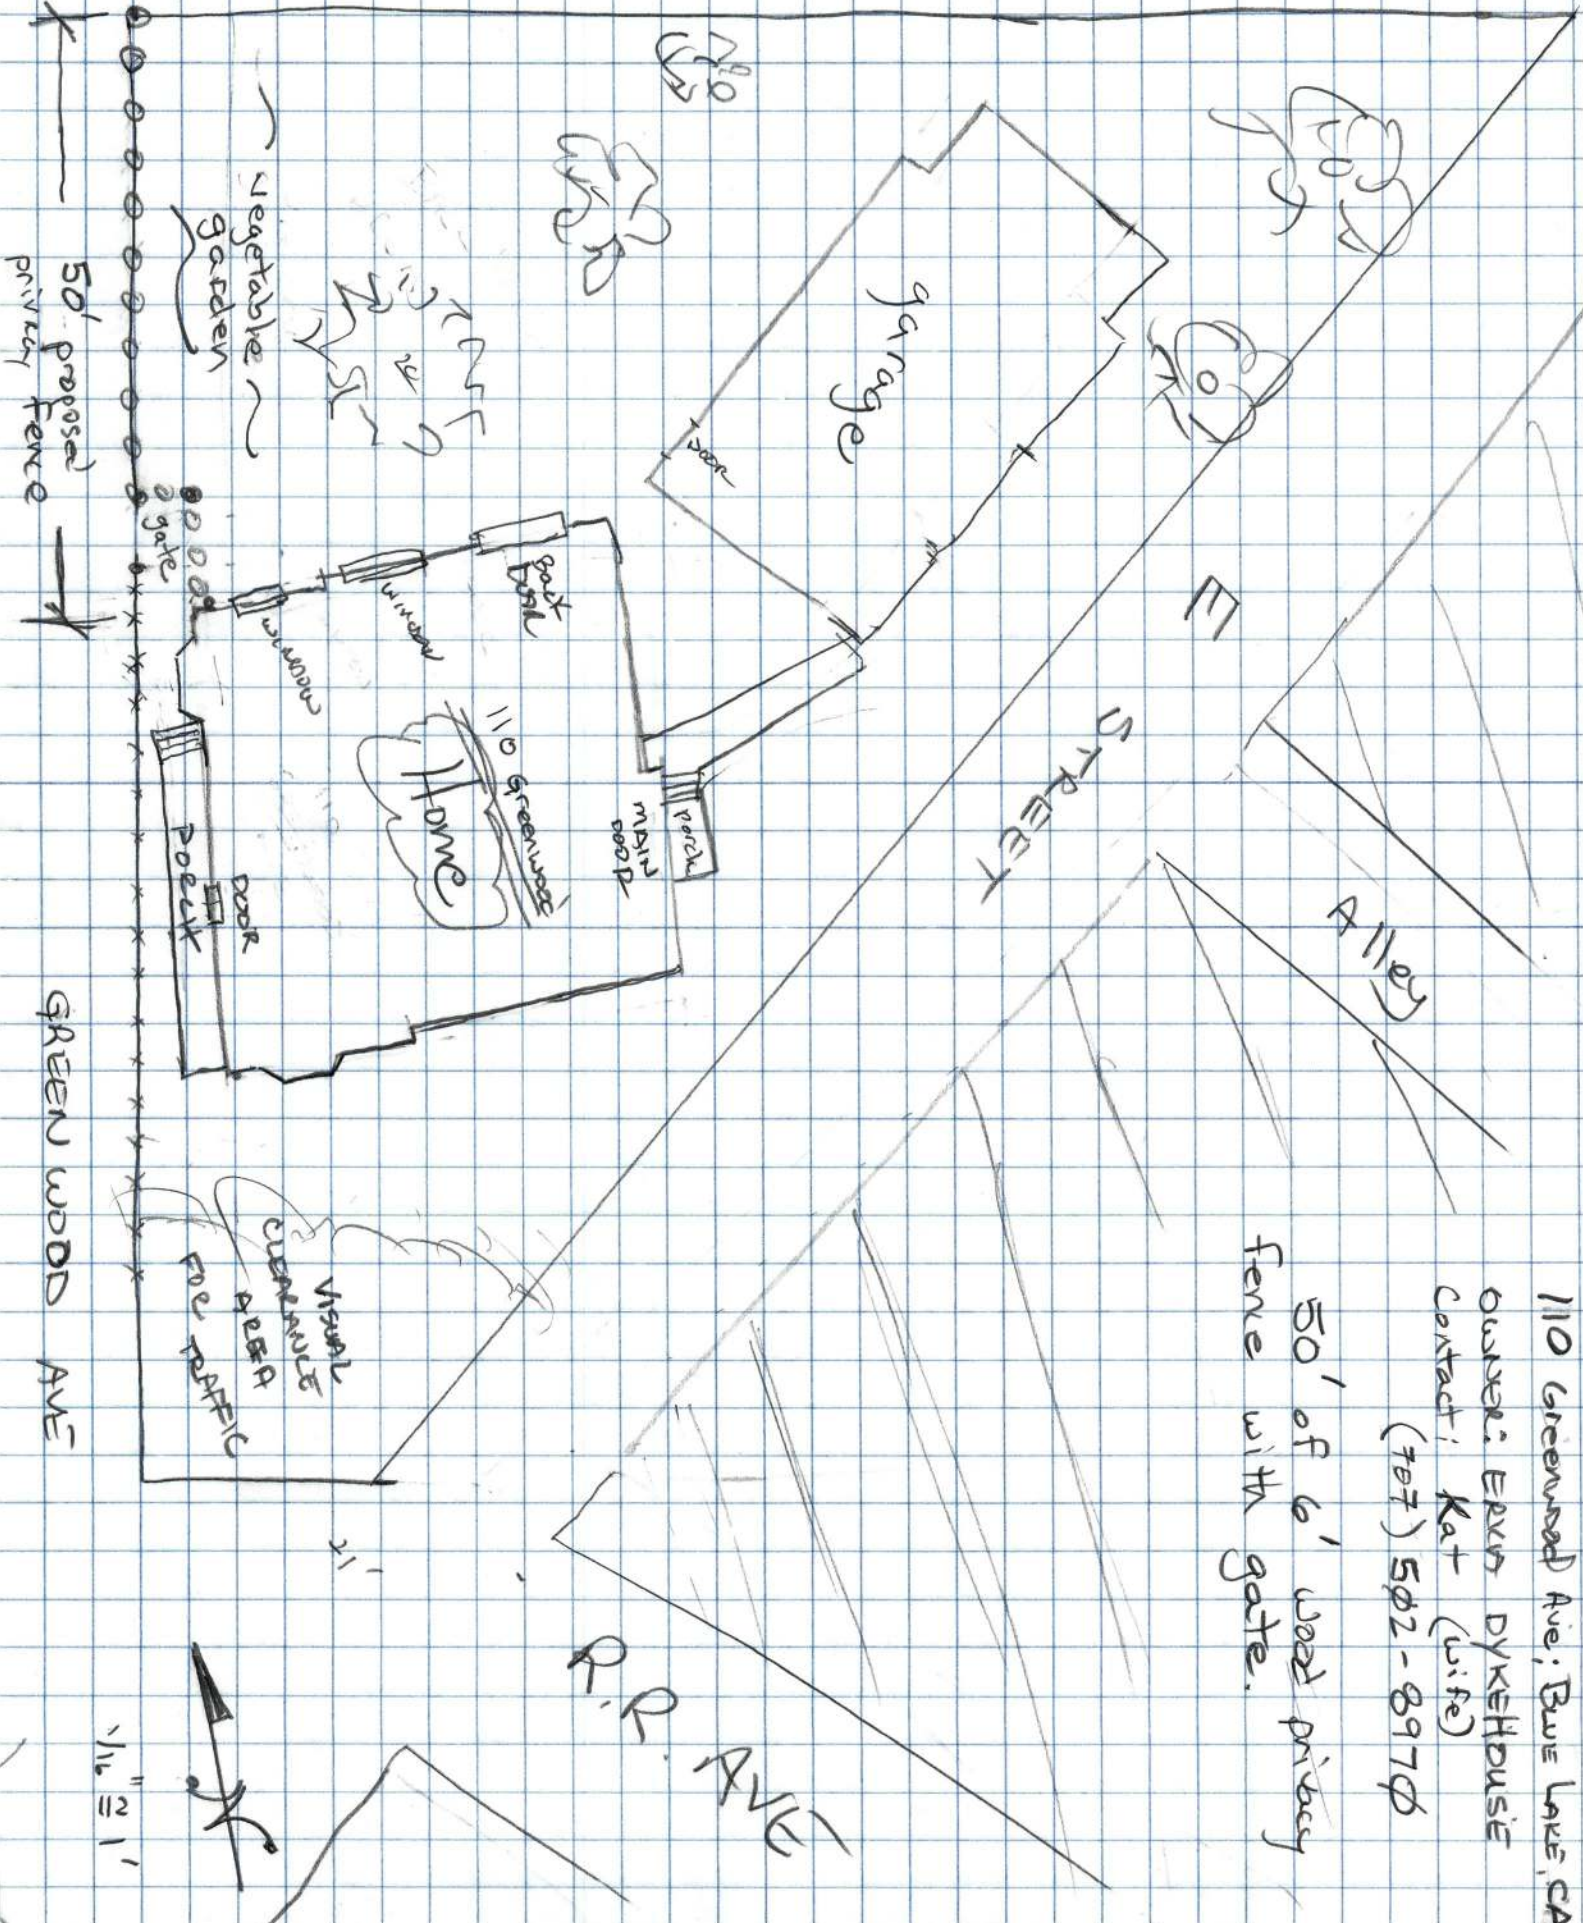 110 Greenwood Ave; BLUE LAKE, CA
OWNER: ERVIN DYKEHOUSE
Contact: Kat (wife)
(707) 502-8970
50' of 6' wood privacy
fence with gate.
Alley
E
STREET
R.R. AVE
garage
DOOR
porch
MAIN
DOOR
Back
DOOR
WINDOW
WINDOW
110 Greenwood
HOME
DOOR
PORCH
~ vegetable ~
garden
gate
VISUAL
CLEARANCE
AREA
FOR TRAFFIC
21'
50' proposed
privacy fence
GREENWOOD AVE
1/16" = 1'